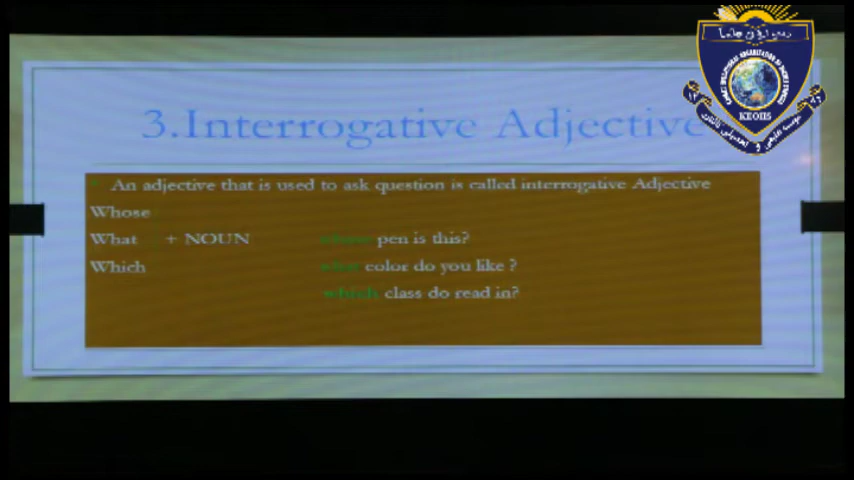 3.Interrogative Adjective
An adjective that is used to ask question is called interrogative Adjective
Whose
What + NOUN whose pen is this?
Which what color do you like ?
which class do read in?
KEOHS